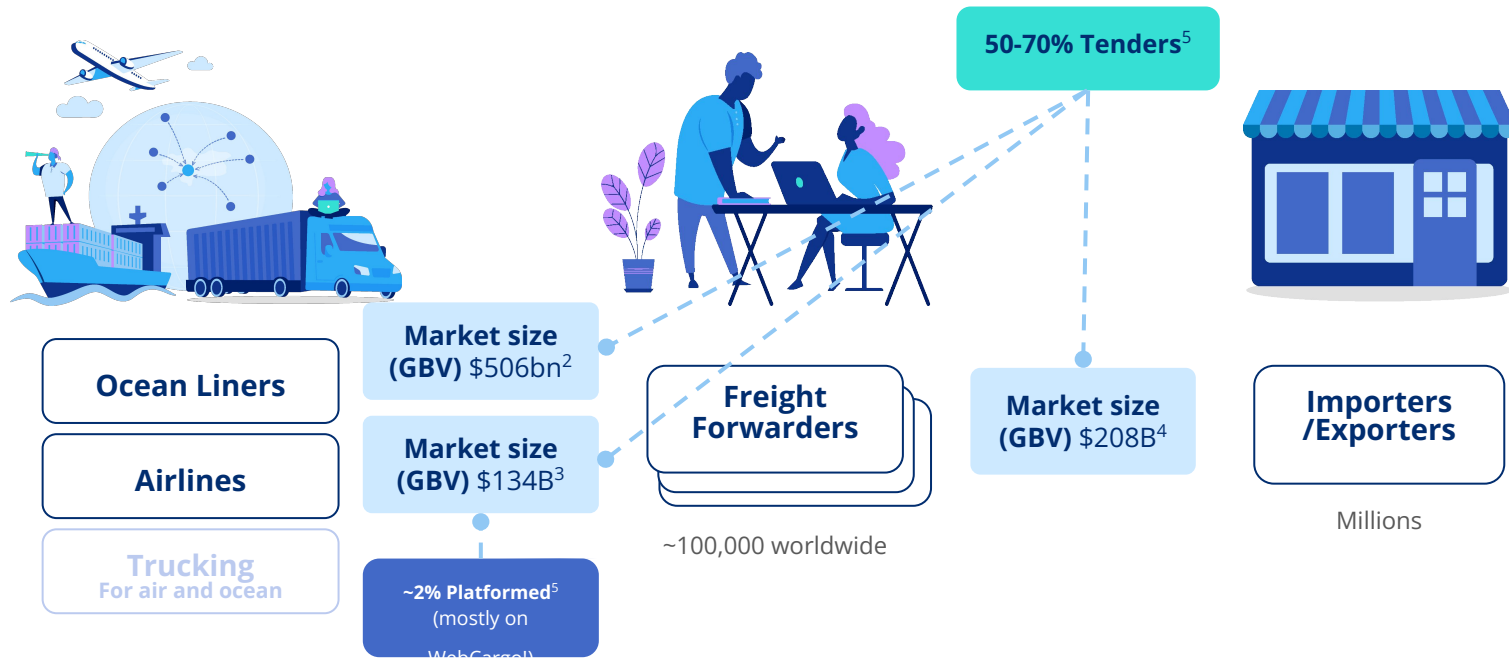 50-70% Tenders5
Market size
(GBV) $506bn2
Ocean Liners
Market size
(GBV) $134B3
Airlines
Trucking
For air and ocean
~2% Platformed5
(mostly on
WebCargo!)
Freight
Forwarders
~100,000 worldwide
Market size
(GBV) $208B4
Importers
/Exporters
Millions